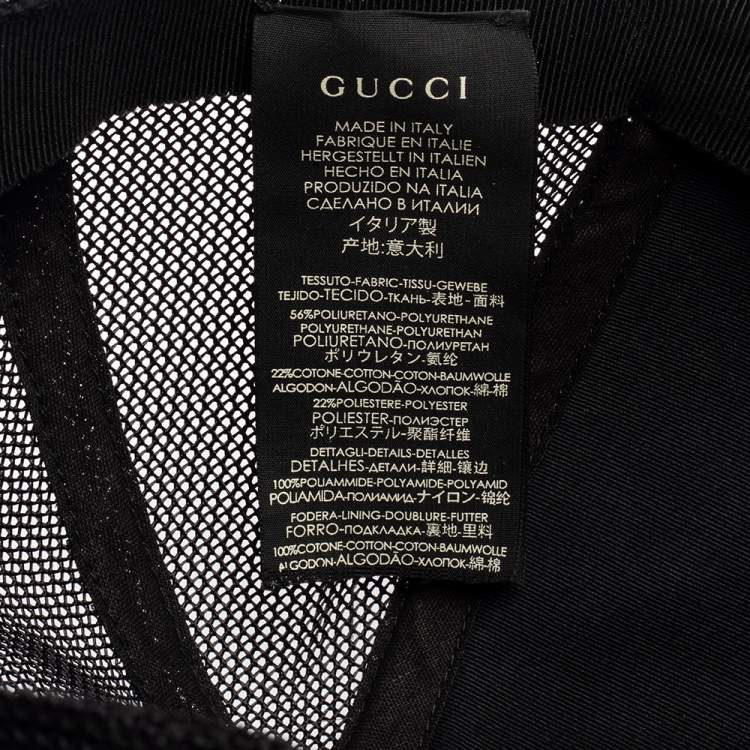 GUCCI
MADE IN ITALY
FABRIQUE EN ITALIE
HERGESTELLT IN ITALIEN
HECHO EN ITALIA
PRODUZIDO NA ITALIA
СДЕЛАНО В ИТАЛИИ
イタリア製
产地:意大利
TESSUTO-FABRIC-TISSU-GEWEBE
TEJIDO-TECIDO-ТКАНЬ-表地-面料
56%POLIURETANO-POLYURETHANE
POLYURETHANE-POLYURETHAN
POLIURETANO-ПОЛИУРЕТАН
ポリウレタン-氨纶
22%COTONE-COTTON-COTON-BAUMWOLLE
ALGODON-ALGODÃO-ХЛОПОК-綿-棉
22%POLIESTERE-POLYESTER
POLIESTER-ПОЛИЭСТЕР
ポリエステル-聚酯纤维
DETTAGLI-DETAILS-DETALLES
DETALHES-ДЕТАЛИ-詳細-镶边
100%POLIAMMIDE-POLYAMIDE-POLYAMID
POLIAMIDA-ПОЛИАМИД-ナイロン-锦纶
FODERA-LINING-DOUBLURE-FUTTER
FORRO-ПОДКЛАДКА-裏地-里料
100%COTONE-COTTON-COTON-BAUMWOLLE
ALGODON-ALGODÃO-ХЛОПОК-綿-棉